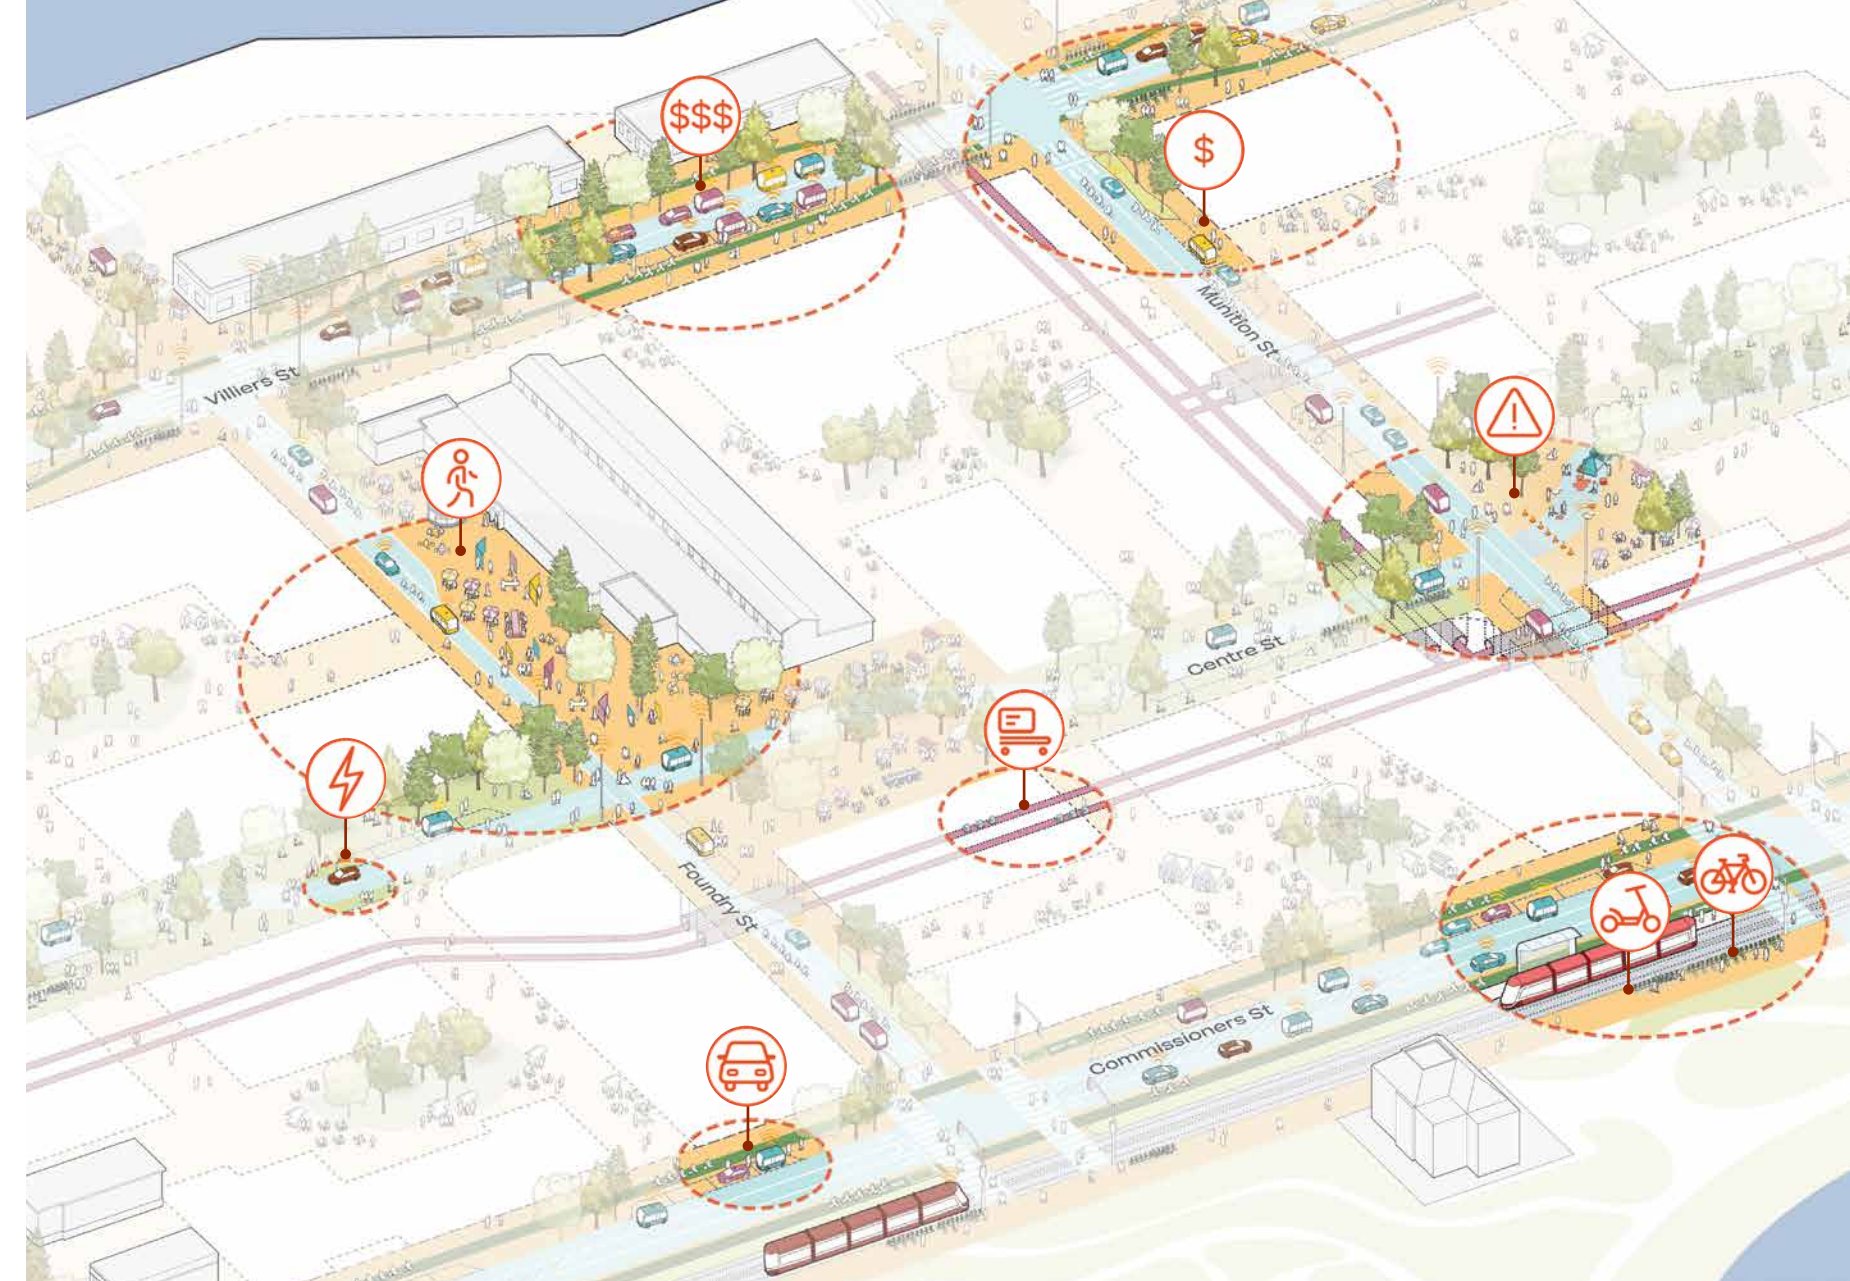 $$$
$
Munition St
Villiers St
Centre St
Foundry St
Commissioners St